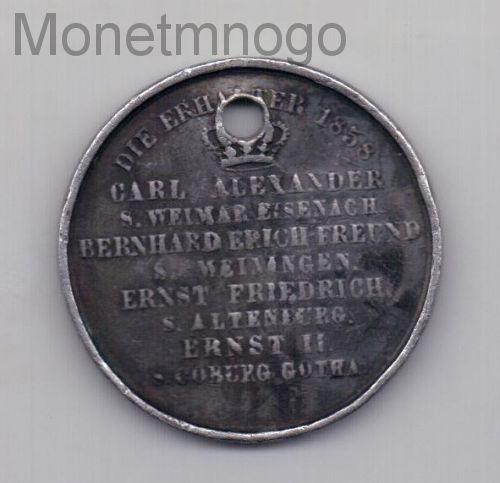 Monetmnogo
DIE ERHALTER 1858
CARL ALEXANDER
S. WEIMAR EISENACH
BERNHARD ERICH FREUND
S. MEININGEN.
ERNST FRIEDRICH.
S. ALTENBURG.
ERNST II
S. COBURG GOTHA